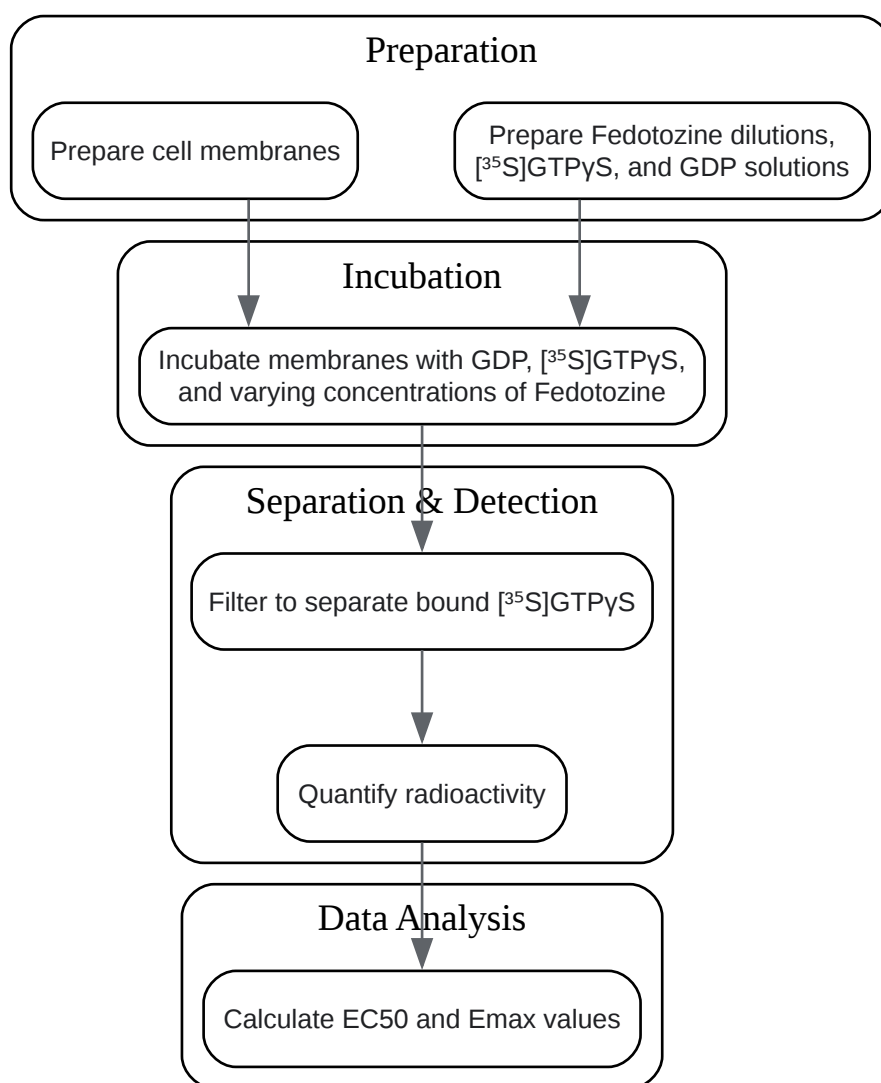 Preparation
Prepare cell membranes
Prepare Fedotozine dilutions,
[³⁵S]GTPγS, and GDP solutions
Incubation
Incubate membranes with GDP, [³⁵S]GTPγS,
and varying concentrations of Fedotozine
Separation & Detection
Filter to separate bound [³⁵S]GTPγS
Quantify radioactivity
Data Analysis
Calculate EC50 and Emax values